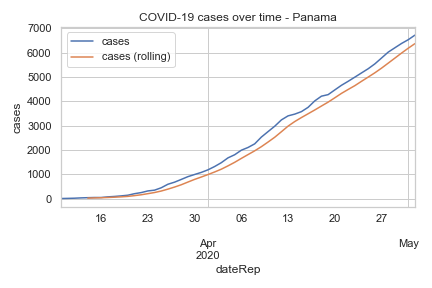 COVID-19 cases over time - Panama
cases
cases (rolling)
7000
6000
5000
4000
3000
2000
1000
0
cases
16 23 30 06 13 20 27
Apr May
2020
dateRep